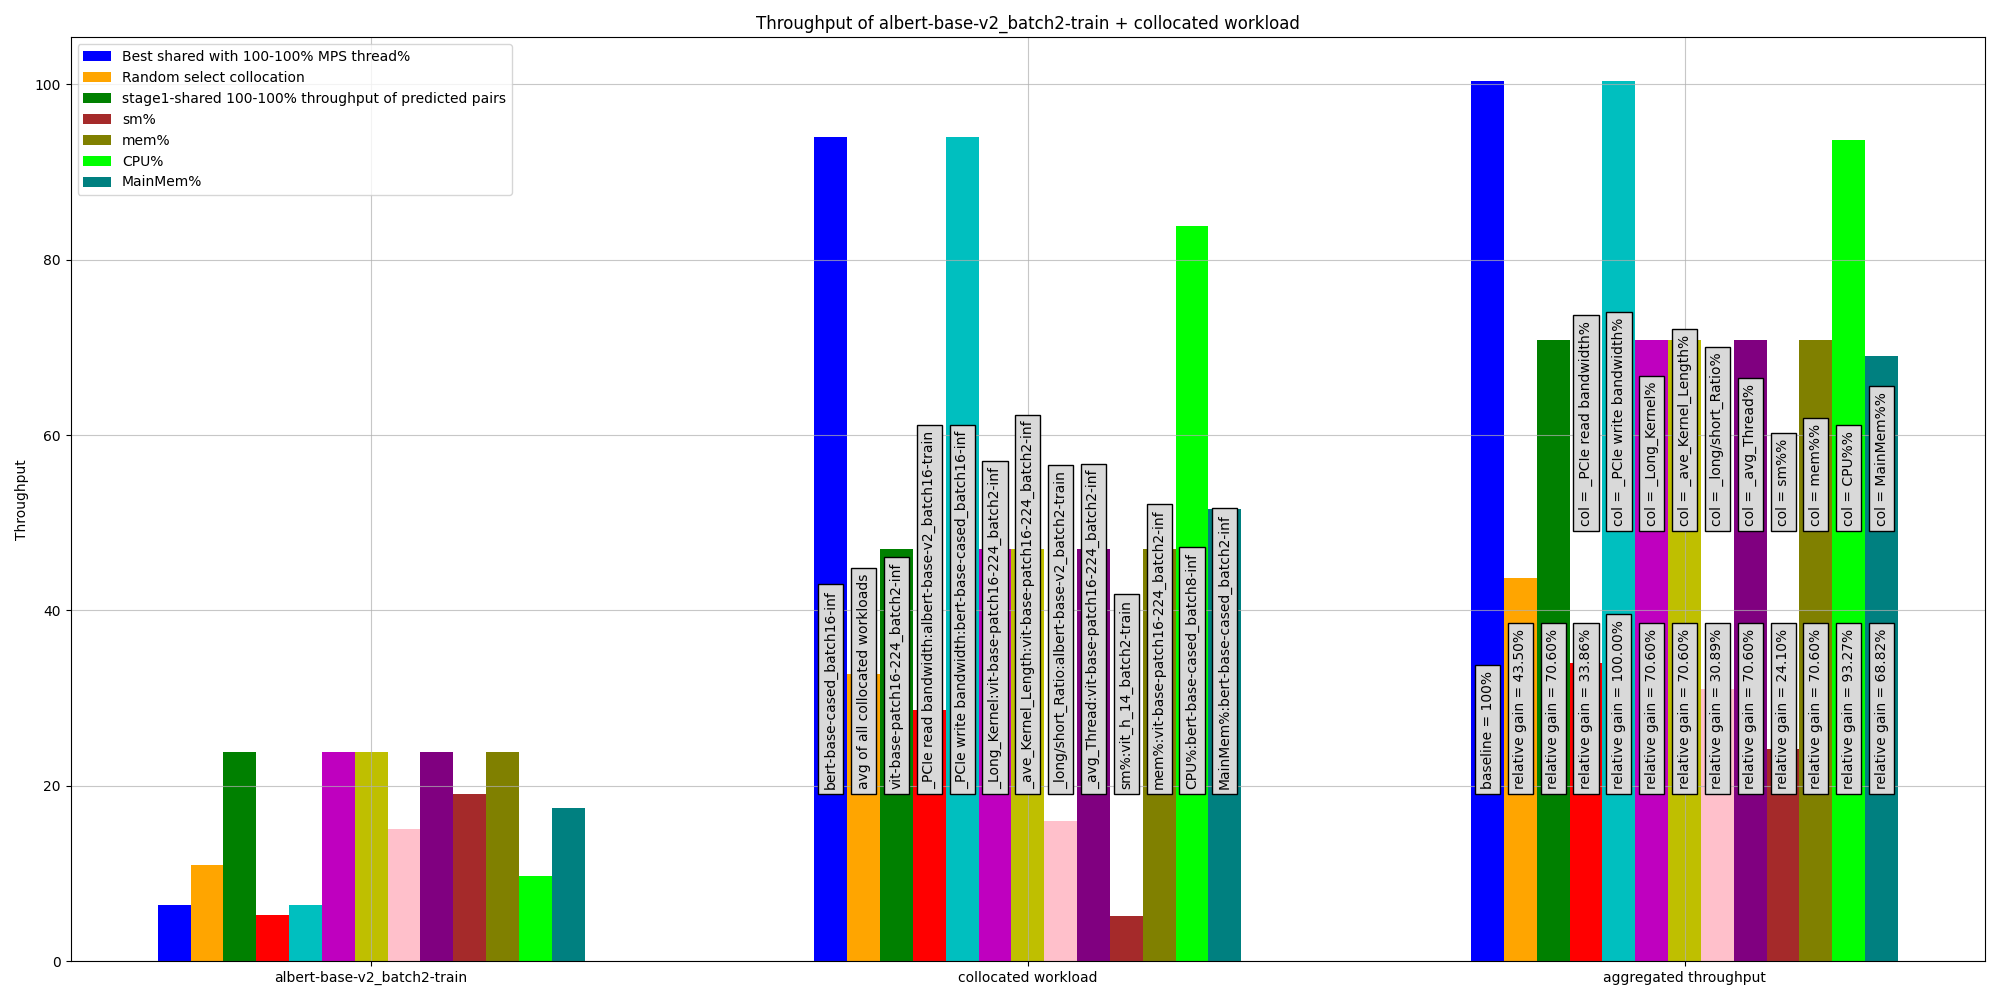 Throughput of albert-base-v2_batch2-train + collocated workload
Best shared with 100-100% MPS thread%
Random select collocation
stage1-shared 100-100% throughput of predicted pairs
sm%
mem%
CPU%
MainMem%
Throughput
100
80
60
40
20
0
bert-base-cased_batch16-inf
avg of all collocated workloads
vit-base-patch16-224_batch2-inf
_PCIe read bandwidth:albert-base-v2_batch16-train
_PCIe write bandwidth:bert-base-cased_batch16-inf
_Long_Kernel:vit-base-patch16-224_batch2-inf
_ave_Kernel_Length:vit-base-patch16-224_batch2-inf
_long/short_Ratio:albert-base-v2_batch2-train
_avg_Thread:vit-base-patch16-224_batch2-inf
sm%:vit_h_14_batch2-train
mem%:vit-base-patch16-224_batch2-inf
CPU%:bert-base-cased_batch8-inf
MainMem%:bert-base-cased_batch2-inf
col = _PCIe read bandwidth%
col = _PCIe write bandwidth%
col = _Long_Kernel%
col = _ave_Kernel_Length%
col = _long/short_Ratio%
col = _avg_Thread%
col = sm%%
col = mem%%
col = CPU%%
col = MainMem%%
baseline = 100%
relative gain = 43.50%
relative gain = 70.60%
relative gain = 33.86%
relative gain = 100.00%
relative gain = 70.60%
relative gain = 70.60%
relative gain = 30.89%
relative gain = 70.60%
relative gain = 24.10%
relative gain = 70.60%
relative gain = 93.27%
relative gain = 68.82%
albert-base-v2_batch2-train
collocated workload
aggregated throughput